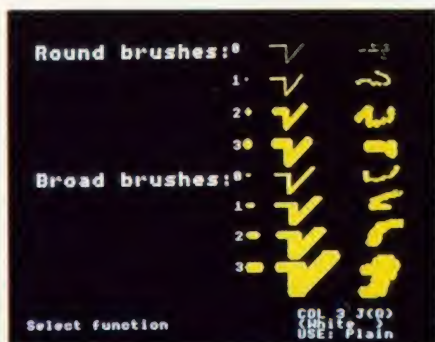 Round brushes:0
1
2
3
Broad brushes:0
1
2
3
Select function
COL 3 J(0)
(White )
USE: Plain